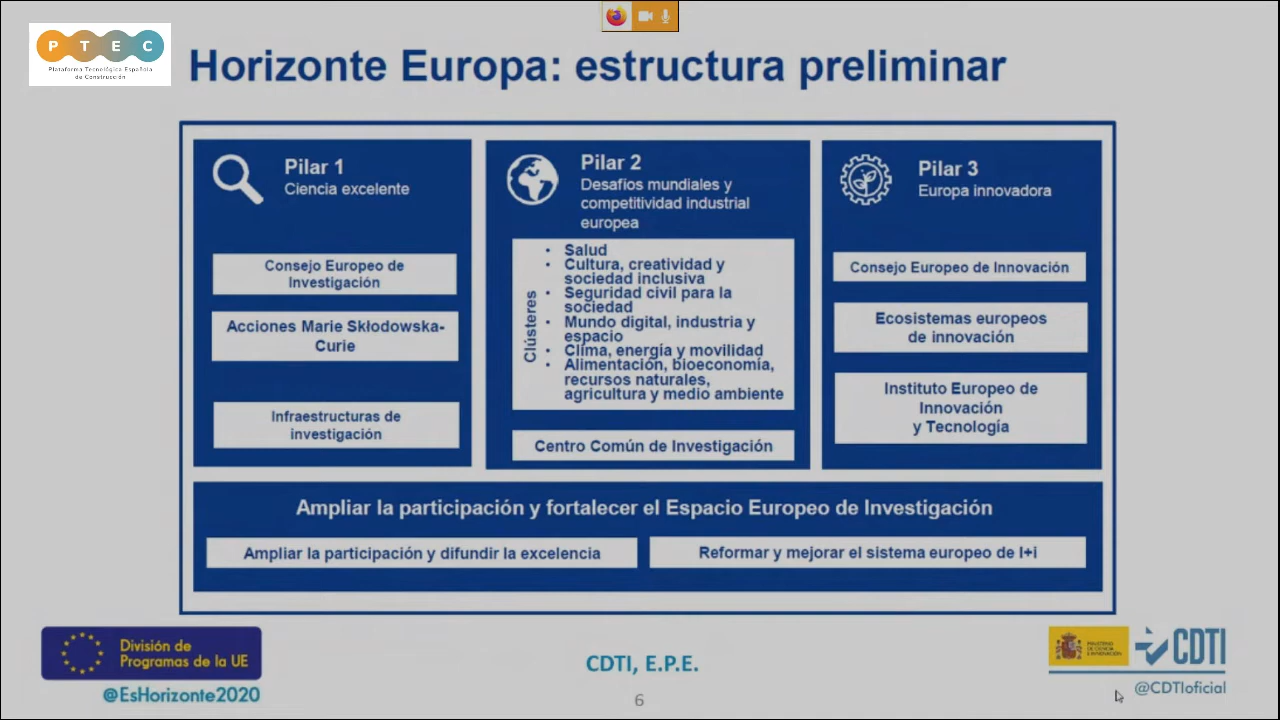 P T E C
Plataforma Tecnológica Española
de Construcción
Horizonte Europa: estructura preliminar
Pilar 1
Ciencia excelente
Consejo Europeo de
Investigación
Acciones Marie Skłodowska-
Curie
Infraestructuras de
investigación
Pilar 2
Desafíos mundiales y
competitividad industrial
europea
Clústeres
• Salud
• Cultura, creatividad y
sociedad inclusiva
• Seguridad civil para la
sociedad
• Mundo digital, industria y
espacio
• Clima, energía y movilidad
• Alimentación, bioeconomía,
recursos naturales,
agricultura y medio ambiente
Centro Común de Investigación
Pilar 3
Europa innovadora
Consejo Europeo de Innovación
Ecosistemas europeos
de innovación
Instituto Europeo de
Innovación
y Tecnología
Ampliar la participación y fortalecer el Espacio Europeo de Investigación
Ampliar la participación y difundir la excelencia
Reformar y mejorar el sistema europeo de I+i
División de
Programas de la UE
@EsHorizonte2020
CDTI, E.P.E.
6
MINISTERIO
DE CIENCIA
E INNOVACIÓN
CDTI
@CDTIoficial